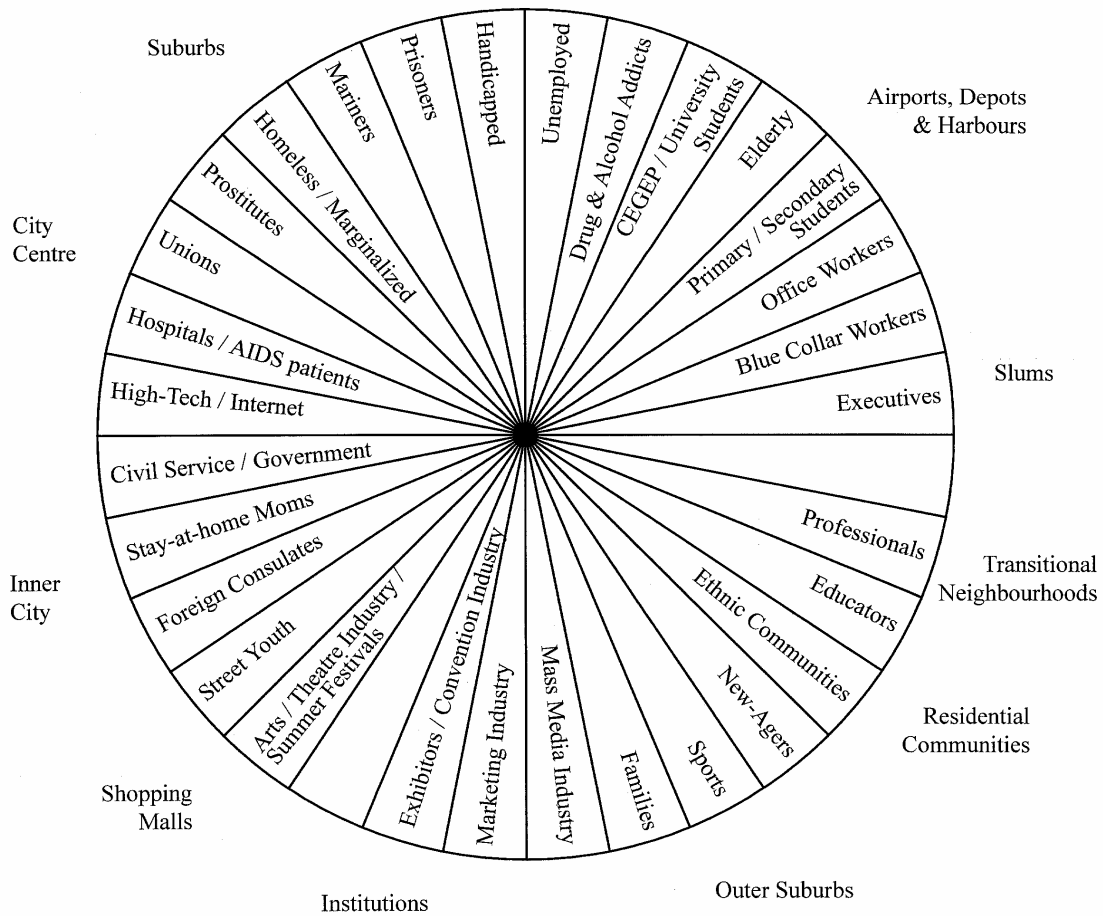 Suburbs
Airports, Depots
& Harbours
City
Centre
Slums
Inner
City
Transitional
Neighbourhoods
Residential
Communities
Shopping
Malls
Institutions
Outer Suburbs
Unemployed
Drug & Alcohol Addicts
CEGEP / University
Students
Elderly
Primary / Secondary
Students
Office Workers
Blue Collar Workers
Executives
Professionals
Educators
Ethnic Communities
New-Agers
Sports
Families
Mass Media Industry
Marketing Industry
Exhibitors / Convention Industry
Arts / Theatre Industry /
Summer Festivals
Street Youth
Foreign Consulates
Stay-at-home Moms
Civil Service / Government
High-Tech / Internet
Hospitals / AIDS patients
Unions
Prostitutes
Homeless / Marginalized
Mariners
Prisoners
Handicapped